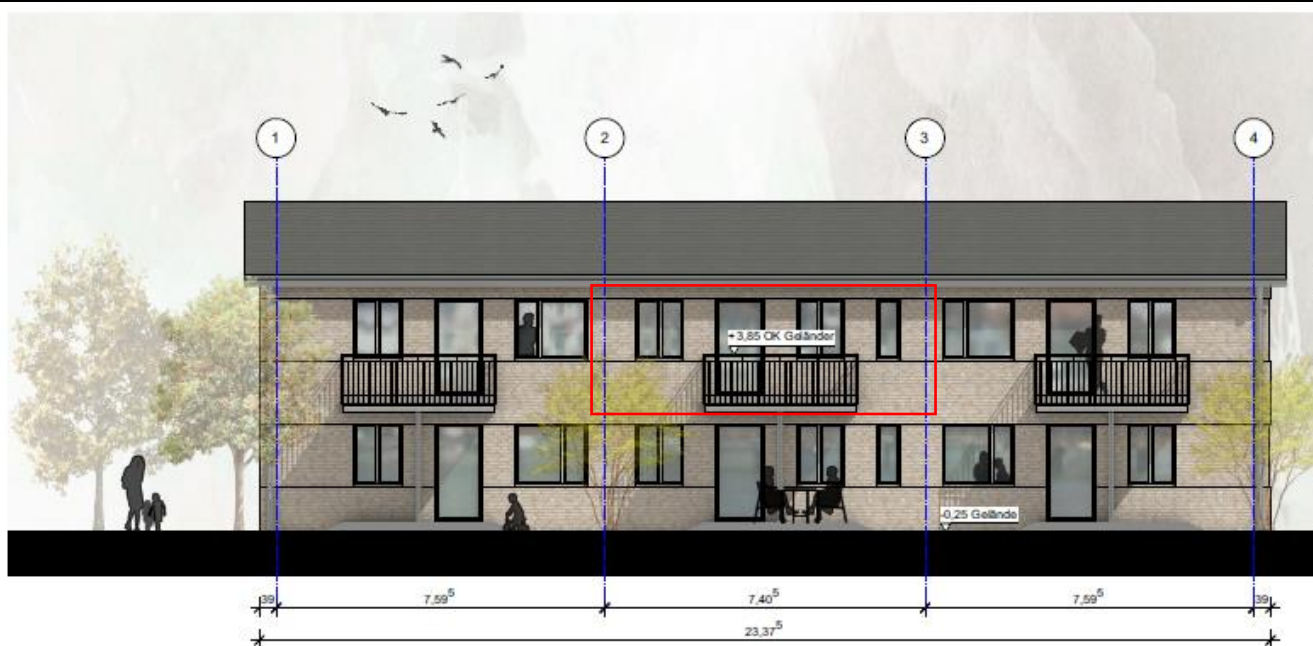 1 2 3 4
+3,85 OK Geländer
-0,25 Gelände
39 7,59⁵ 7,40⁵ 7,59⁵ 39
23,37⁵